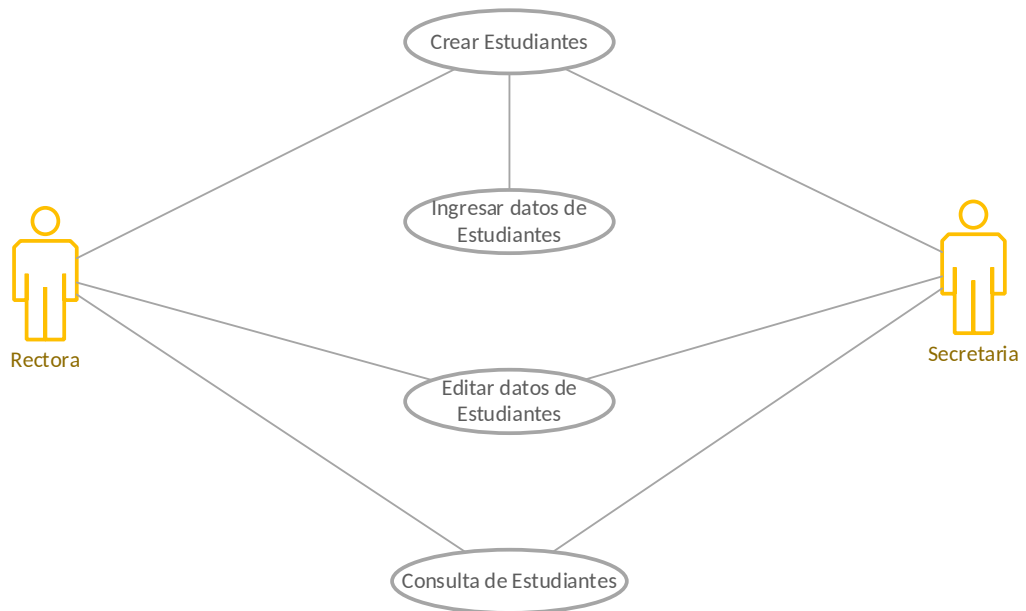 Crear Estudiantes
Ingresar datos de
Estudiantes
Rectora
Secretaria
Editar datos de
Estudiantes
Consulta de Estudiantes